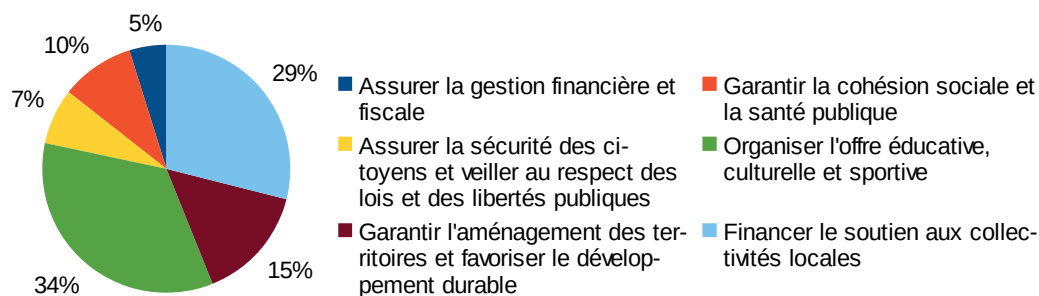 5%
10%
29%
7%
34%
15%
Assurer la gestion financière et
fiscale
Garantir la cohésion sociale et
la santé publique
Assurer la sécurité des ci-
toyens et veiller au respect des
lois et des libertés publiques
Organiser l'offre éducative,
culturelle et sportive
Garantir l'aménagement des ter-
ritoires et favoriser le dévelop-
pement durable
Financer le soutien aux collec-
tivités locales